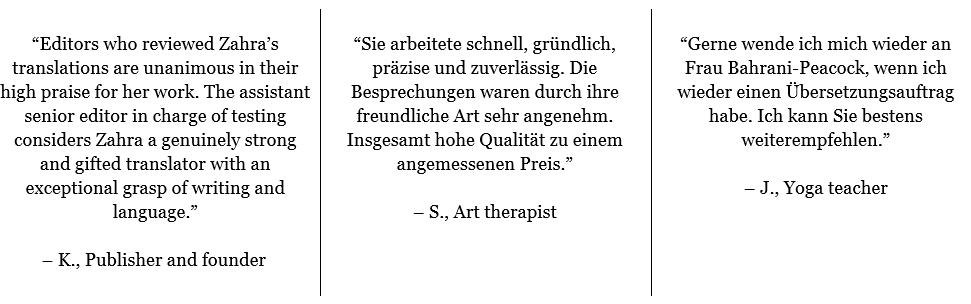 “Editors who reviewed Zahra’s
translations are unanimous in their
high praise for her work. The assistant
senior editor in charge of testing
considers Zahra a genuinely strong
and gifted translator with an
exceptional grasp of writing and
language.”
– K., Publisher and founder
“Sie arbeitete schnell, gründlich,
präzise und zuverlässig. Die
Besprechungen waren durch ihre
freundliche Art sehr angenehm.
Insgesamt hohe Qualität zu einem
angemessenen Preis.”
– S., Art therapist
“Gerne wende ich mich wieder an
Frau Bahrani-Peacock, wenn ich
wieder einen Übersetzungsauftrag
habe. Ich kann Sie bestens
weiterempfehlen.”
– J., Yoga teacher